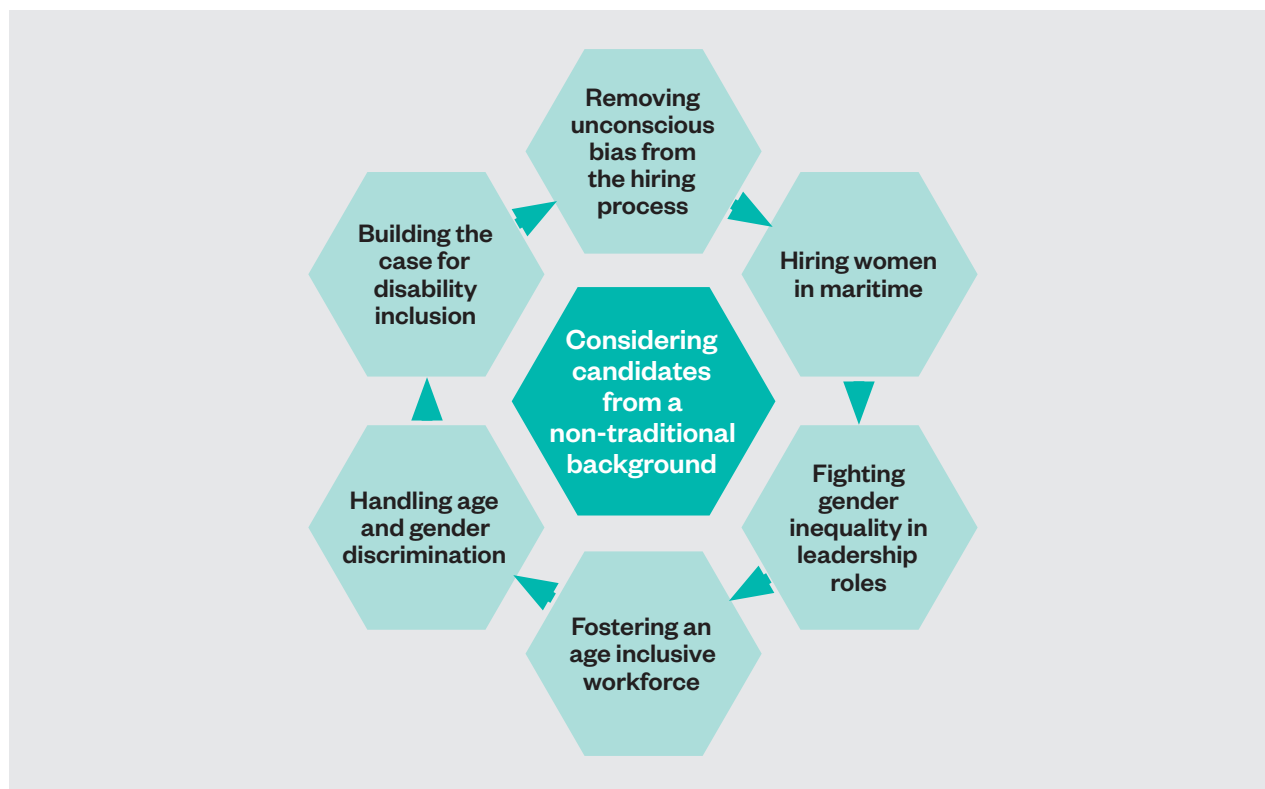 Removing
unconscious
bias from
the hiring
process
Hiring women
in maritime
Fighting
gender
inequality in
leadership
roles
Fostering an
age inclusive
workforce
Handling age
and gender
discrimination
Building the
case for
disability
inclusion
Considering
candidates
from a
non-traditional
background